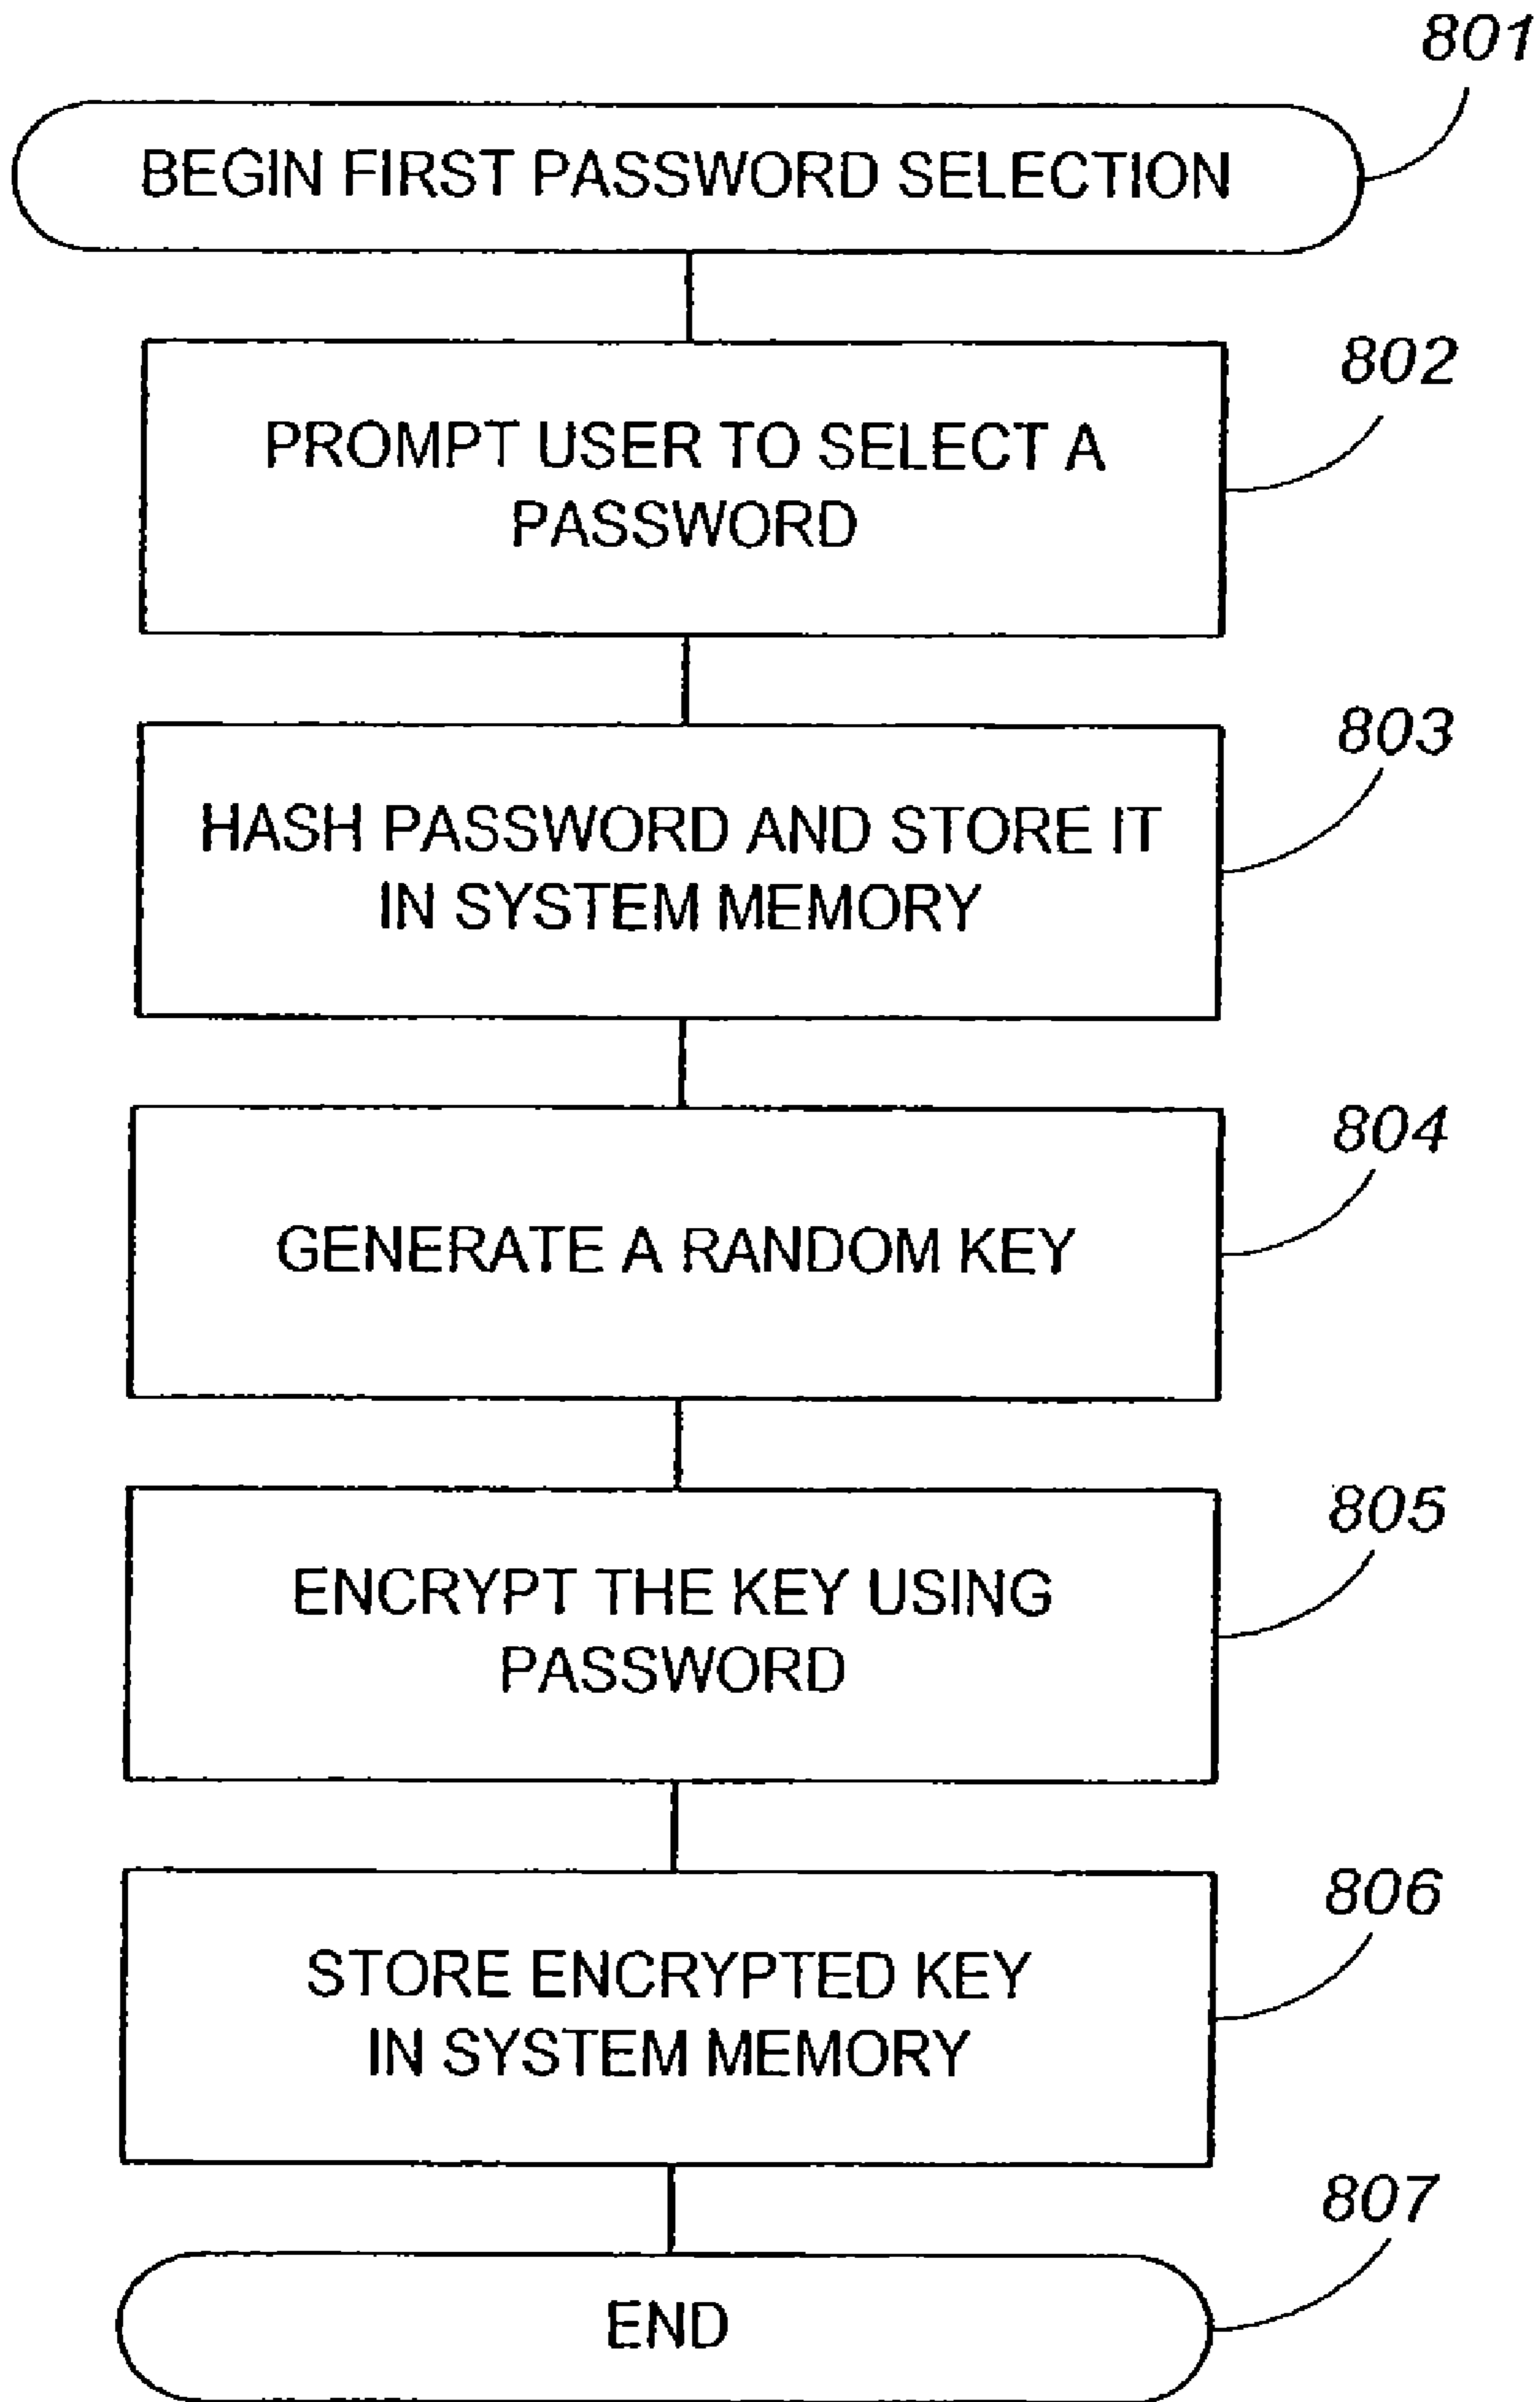 801
BEGIN FIRST PASSWORD SELECTION
802
PROMPT USER TO SELECT A
PASSWORD
803
HASH PASSWORD AND STORE IT
IN SYSTEM MEMORY
804
GENERATE A RANDOM KEY
805
ENCRYPT THE KEY USING
PASSWORD
806
STORE ENCRYPTED KEY
IN SYSTEM MEMORY
807
END